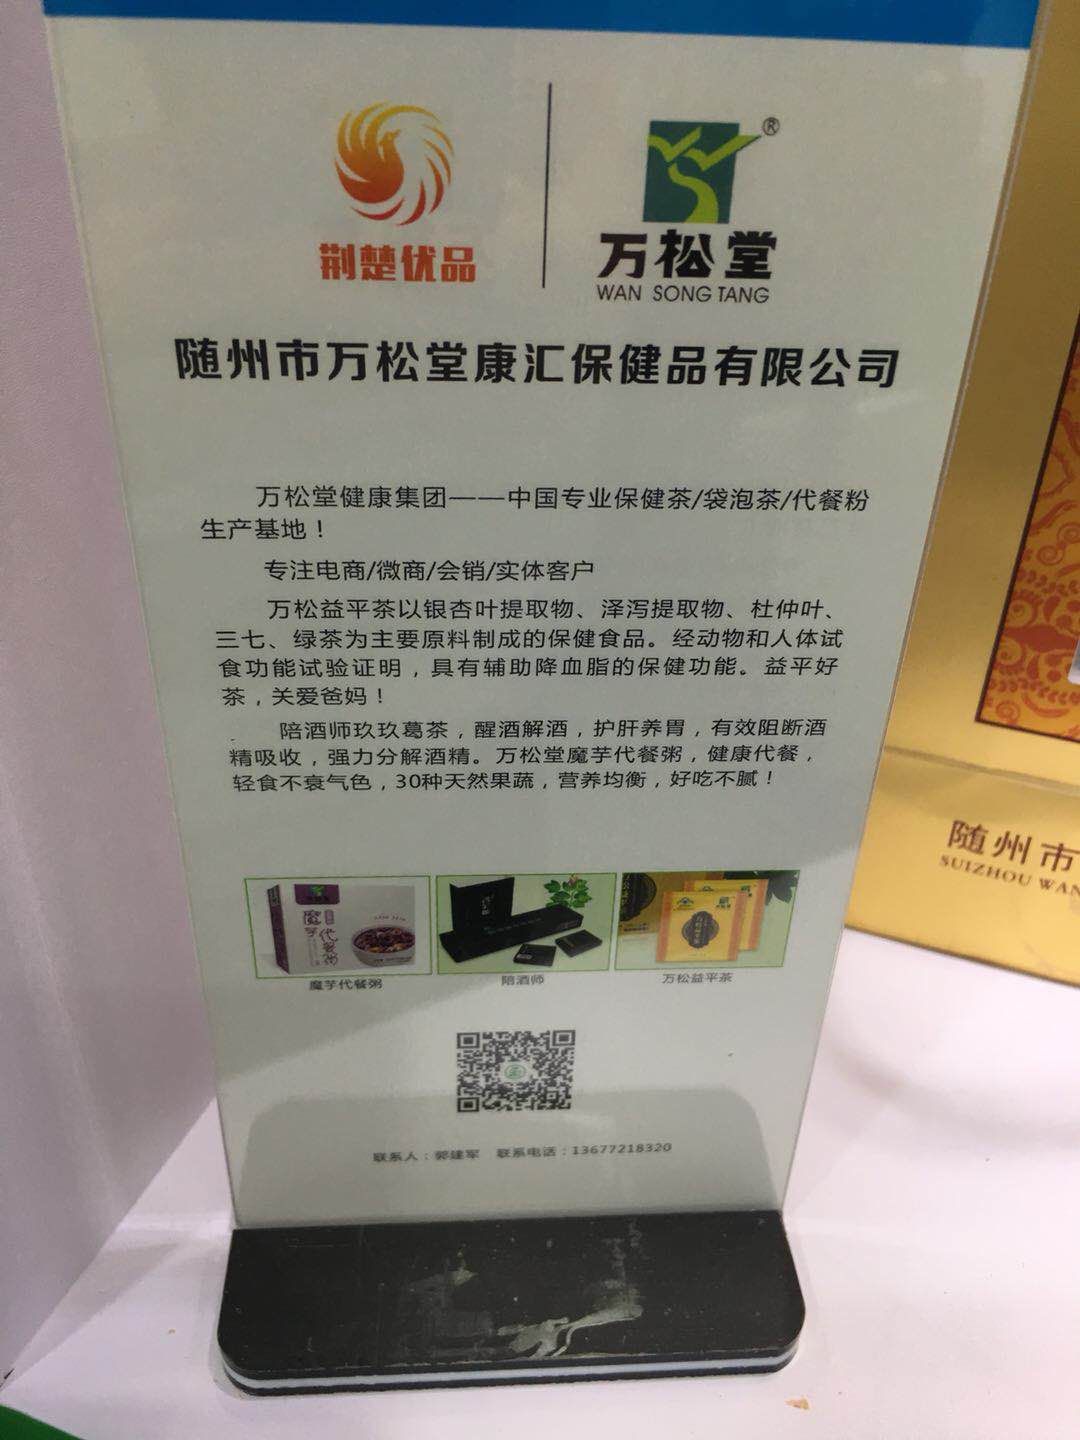 荆楚优品
万松堂®
WAN SONG TANG
随州市万松堂康汇保健品有限公司
万松堂健康集团——中国专业保健茶/袋泡茶/代餐粉
生产基地！
专注电商/微商/会销/实体客户
万松益平茶以银杏叶提取物、泽泻提取物、杜仲叶、
三七、绿茶为主要原料制成的保健食品。经动物和人体试
食功能试验证明，具有辅助降血脂的保健功能。益平好
茶，关爱爸妈！
陪酒师玖玖葛茶，醒酒解酒，护肝养胃，有效阻断酒
精吸收，强力分解酒精。万松堂魔芋代餐粥，健康代餐，
轻食不衰气色，30种天然果蔬，营养均衡，好吃不腻！
魔芋代餐粥
陪酒师
万松益平茶
联系人：郭建军 联系电话：13677218320
随州市
SUIZHOU WAN